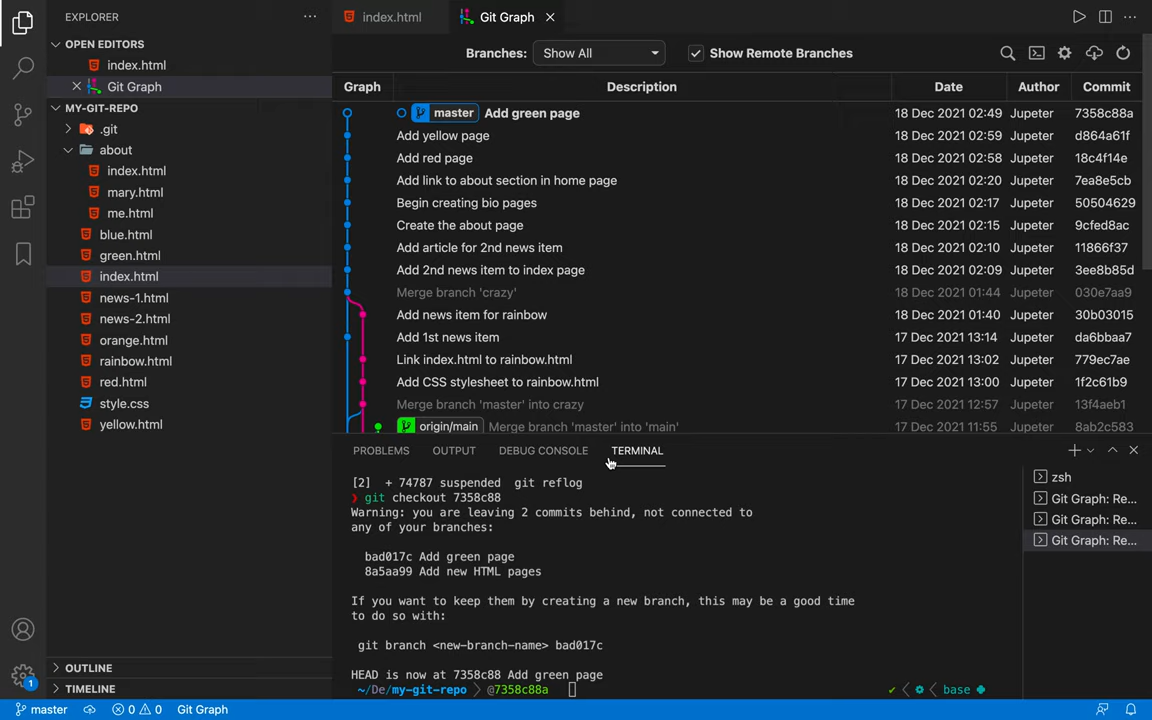 EXPLORER
OPEN EDITORS
index.html
Git Graph
MY-GIT-REPO
.git
about
index.html
mary.html
me.html
blue.html
green.html
index.html
news-1.html
news-2.html
orange.html
rainbow.html
red.html
style.css
yellow.html
OUTLINE
TIMELINE
index.html Git Graph
Branches: Show All Show Remote Branches
Graph Description Date Author Commit
master Add green page 18 Dec 2021 02:49 Jupeter 7358c88a
Add yellow page 18 Dec 2021 02:59 Jupeter d864a61f
Add red page 18 Dec 2021 02:58 Jupeter 18c4f14e
Add link to about section in home page 18 Dec 2021 02:20 Jupeter 7ea8e5cb
Begin creating bio pages 18 Dec 2021 02:17 Jupeter 50504629
Create the about page 18 Dec 2021 02:15 Jupeter 9cfed8ac
Add article for 2nd news item 18 Dec 2021 02:10 Jupeter 11866f37
Add 2nd news item to index page 18 Dec 2021 02:09 Jupeter 3ee8b85d
Merge branch 'crazy' 18 Dec 2021 01:44 Jupeter 030e7aa9
Add news item for rainbow 18 Dec 2021 01:40 Jupeter 30b03015
Add 1st news item 17 Dec 2021 13:14 Jupeter da6bbaa7
Link index.html to rainbow.html 17 Dec 2021 13:02 Jupeter 779ec7ae
Add CSS stylesheet to rainbow.html 17 Dec 2021 13:00 Jupeter 1f2c61b9
Merge branch 'master' into crazy 17 Dec 2021 12:57 Jupeter 13f4aeb1
origin/main Merge branch 'master' into 'main' 17 Dec 2021 11:55 Jupeter 8ab2c583
PROBLEMS OUTPUT DEBUG CONSOLE TERMINAL
[2] + 74787 suspended git reflog
❯ git checkout 7358c88
Warning: you are leaving 2 commits behind, not connected to
any of your branches:
bad017c Add green page
8a5aa99 Add new HTML pages
If you want to keep them by creating a new branch, this may be a good time
to do so with:
git branch <new-branch-name> bad017c
HEAD is now at 7358c88 Add green page
~/De/my-git-repo @7358c88a base
zsh
Git Graph: Re...
Git Graph: Re...
Git Graph: Re...
1
master 0 0 Git Graph